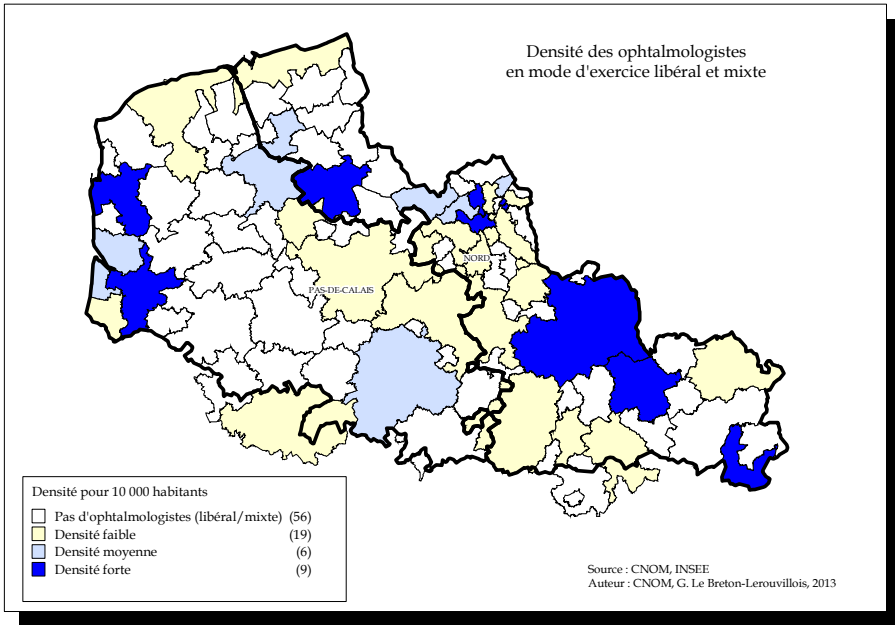 Densité des ophtalmologistes
en mode d'exercice libéral et mixte
NORD
PAS-DE-CALAIS
Densité pour 10 000 habitants
Pas d'ophtalmologistes (libéral/mixte) (56)
Densité faible (19)
Densité moyenne (6)
Densité forte (9)
Source : CNOM, INSEE
Auteur : CNOM, G. Le Breton-Lerouvillois, 2013